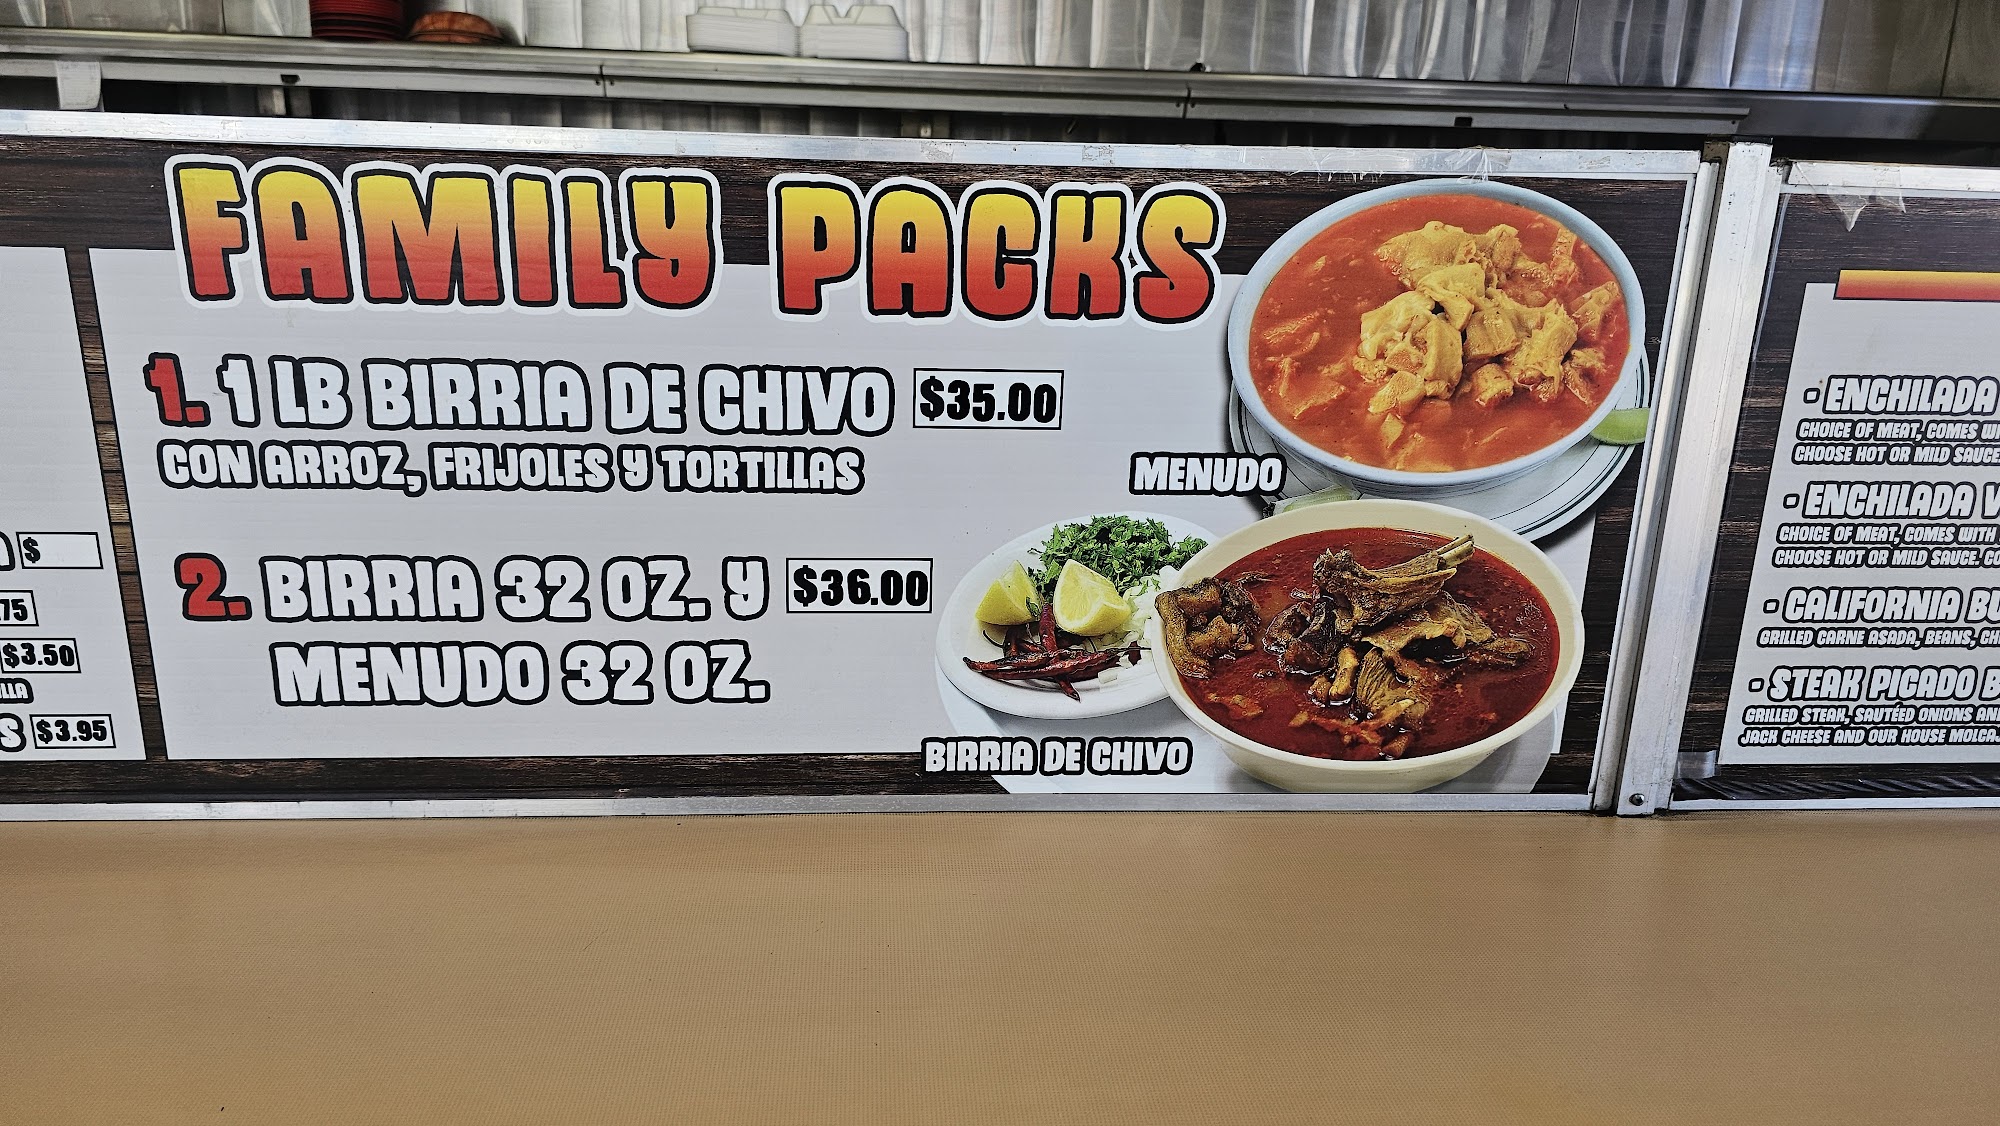 $
75
$3.50
LLA
S $3.95
FAMILY PACKS
1. 1 LB BIRRIA DE CHIVO $35.00
CON ARROZ, FRIJOLES Y TORTILLAS
2. BIRRIA 32 OZ. Y $36.00
MENUDO 32 OZ.
MENUDO
BIRRIA DE CHIVO
• ENCHILADA
CHOICE OF MEAT, COMES
CHOOSE HOT OR MILD SAUCE
• ENCHILADA
CHOICE OF MEAT, COMES WITH
CHOOSE HOT OR MILD SAUCE.
• CALIFORNIA
GRILLED CARNE ASADA, BEANS,
• STEAK PICADO
GRILLED STEAK, SAUTÉED ONIONS
JACK CHEESE AND OUR HOUSE